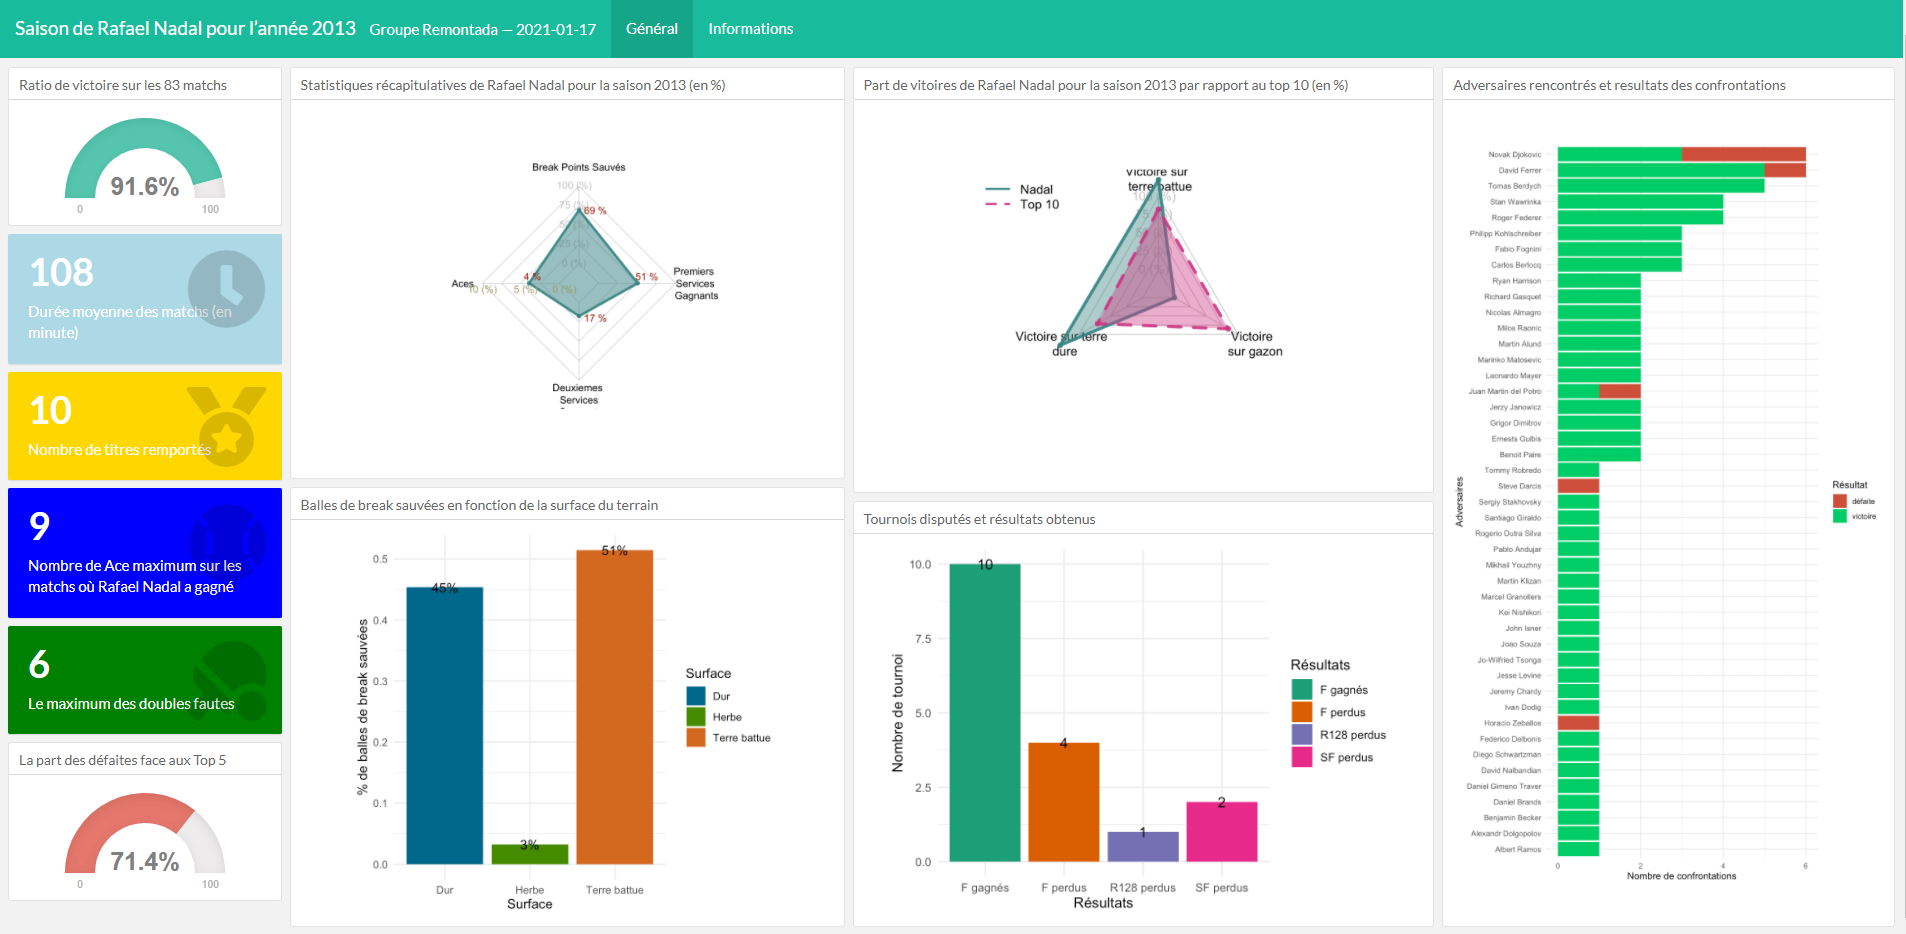 Saison de Rafael Nadal pour l'année 2013 Groupe Remontada — 2021-01-17 Général Informations
Ratio de victoire sur les 83 matchs
91.6%
0 100
108
Durée moyenne des matchs (en
minute)
10
Nombre de titres remportés
9
Nombre de Ace maximum sur les
matchs où Rafael Nadal a gagné
6
Le maximum des doubles fautes
La part des défaites face aux Top 5
71.4%
0 100
Statistiques récapitulatives de Rafael Nadal pour la saison 2013 (en %)
Break Points Sauvés
100 (%)
75 (%)
69 %
25 (%)
0 (%)
Aces
10 (%) 5 (%) 0 (%)
4 %
51 %
Premiers
Services
Gagnants
17 %
Deuxiemes
Services
Balles de break sauvées en fonction de la surface du terrain
% de balles de break sauvées
0.5
0.4
0.3
0.2
0.1
0.0
45%
3%
51%
Dur Herbe Terre battue
Surface
Surface
Dur
Herbe
Terre battue
Part de vitoires de Rafael Nadal pour la saison 2013 par rapport au top 10 (en %)
Nadal
Top 10
Victoire sur
terre battue
Victoire sur terre
dure
Victoire
sur gazon
Tournois disputés et résultats obtenus
Nombre de tournoi
10.0
7.5
5.0
2.5
0.0
10
4
1
2
F gagnés F perdus R128 perdus SF perdus
Résultats
Résultats
F gagnés
F perdus
R128 perdus
SF perdus
Adversaires rencontrés et resultats des confrontations
Adversaires
Novak Djokovic
David Ferrer
Tomas Berdych
Stan Wawrinka
Roger Federer
Philipp Kohlschreiber
Fabio Fognini
Carlos Berlocq
Ryan Harrison
Richard Gasquet
Nicolas Almagro
Milos Raonic
Martin Alund
Marinko Matosevic
Leonardo Mayer
Juan Martin del Potro
Jerzy Janowicz
Grigor Dimitrov
Ernests Gulbis
Benoit Paire
Tommy Robredo
Steve Darcis
Sergiy Stakhovsky
Santiago Giraldo
Rogerio Dutra Silva
Pablo Andujar
Mikhail Youzhny
Martin Klizan
Marcel Granollers
Kei Nishikori
John Isner
Joao Souza
Jo-Wilfried Tsonga
Jesse Levine
Jeremy Chardy
Ivan Dodig
Horacio Zeballos
Federico Delbonis
Diego Schwartzman
David Nalbandian
Daniel Gimeno Traver
Daniel Brands
Benjamin Becker
Alexandr Dolgopolov
Albert Ramos
0 2 4 6
Nombre de confrontations
Résultat
défaite
victoire